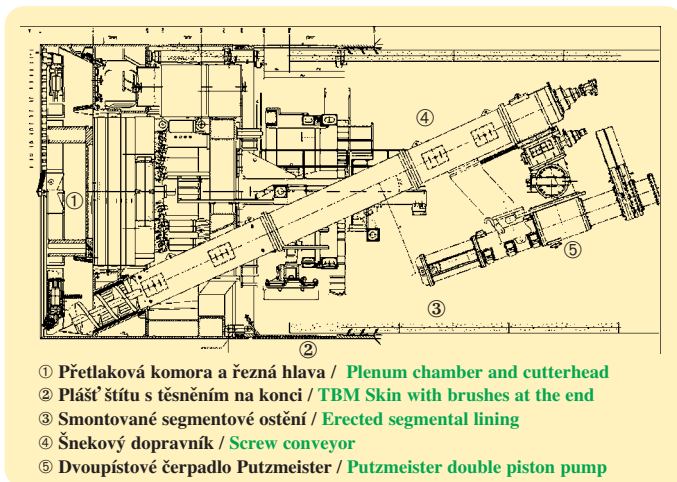 ④
①
⑤
③
②
① Přetlaková komora a řezná hlava / Plenum chamber and cutterhead
② Plášť štítu s těsněním na konci / TBM Skin with brushes at the end
③ Smontované segmentové ostění / Erected segmental lining
④ Šnekový dopravník / Screw conveyor
⑤ Dvoupístové čerpadlo Putzmeister / Putzmeister double piston pump